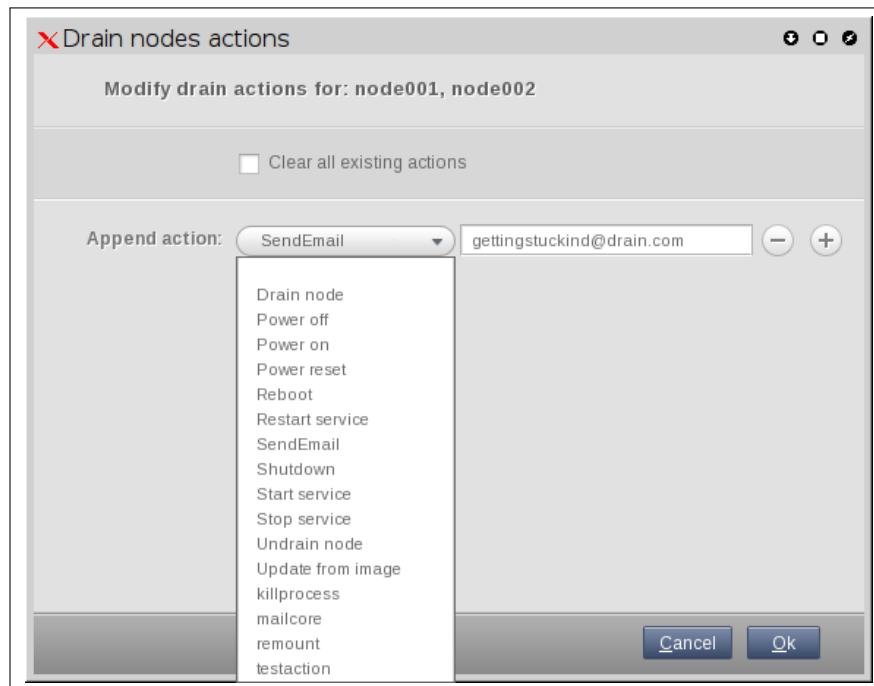 Drain nodes actions
Modify drain actions for: node001, node002
Clear all existing actions
Append action: SendEmail gettingstuckind@drain.com
Drain node
Power off
Power on
Power reset
Reboot
Restart service
SendEmail
Shutdown
Start service
Stop service
Undrain node
Update from image
killprocess
mailcore
remount
testaction
Cancel Ok